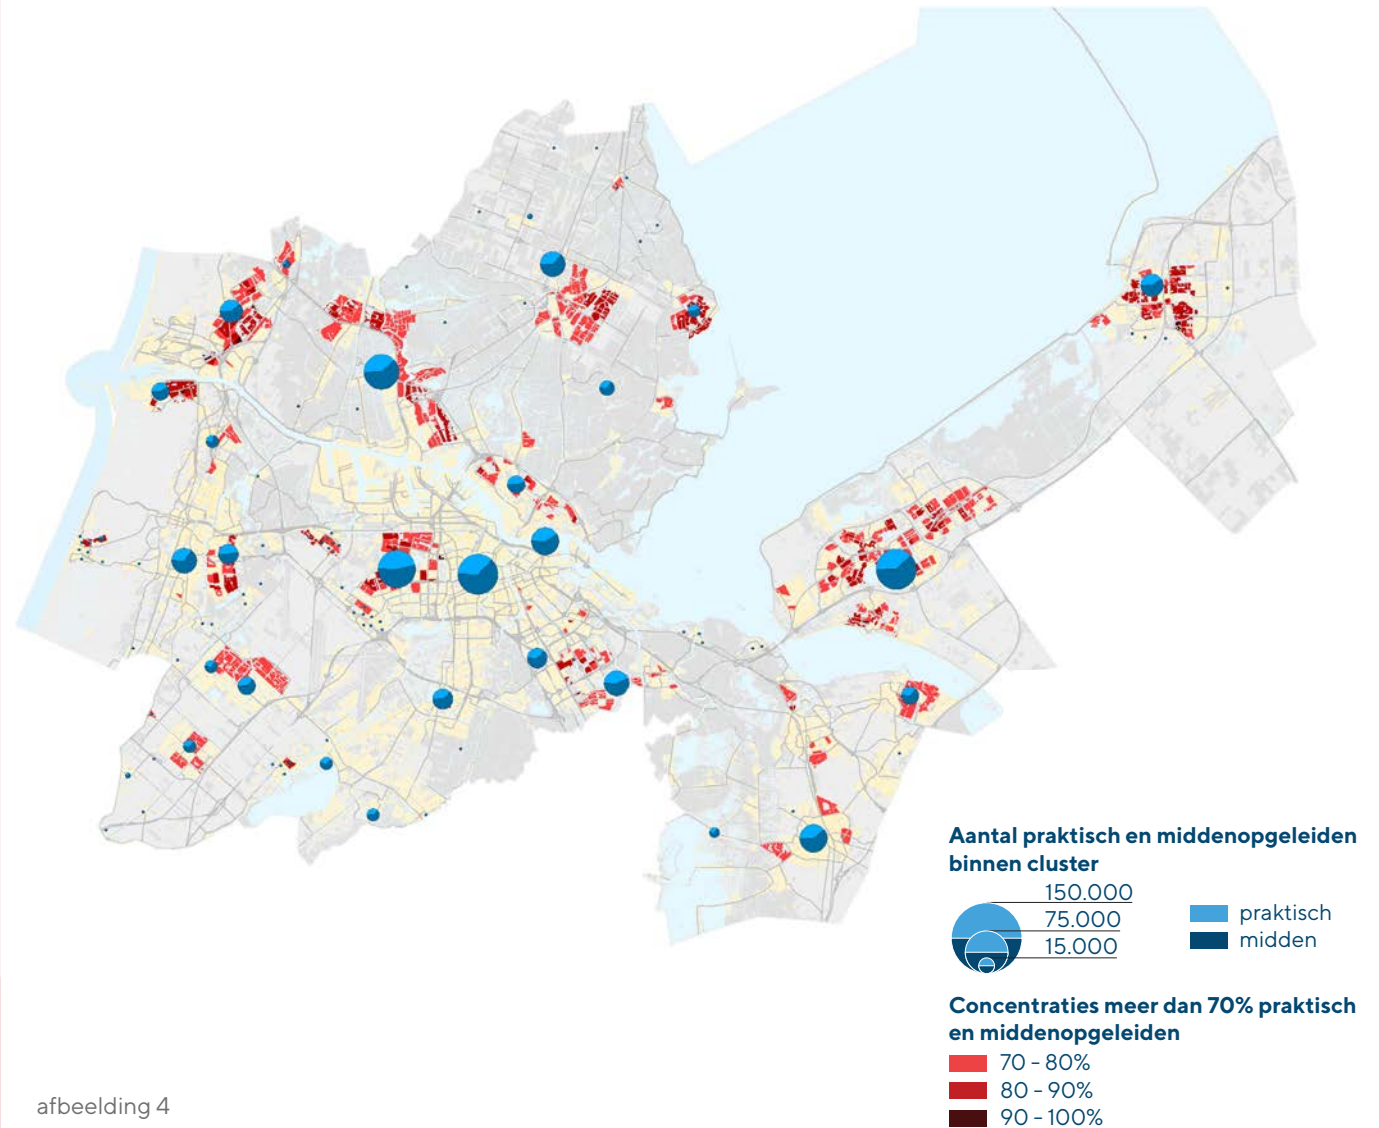 Aantal praktisch en middenopgeleiden
binnen cluster
150.000
75.000
15.000
praktisch
midden
Concentraties meer dan 70% praktisch
en middenopgeleiden
70 - 80%
80 - 90%
90 - 100%
afbeelding 4